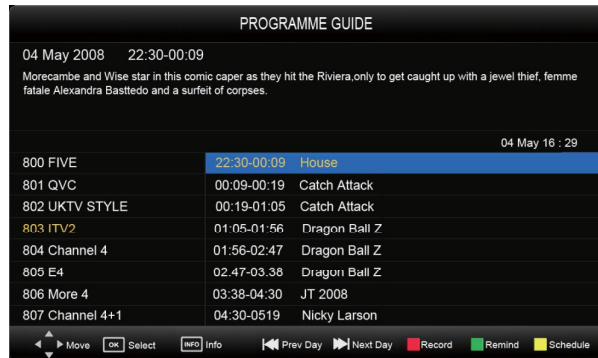 PROGRAMME GUIDE
04 May 2008 22:30-00:09
Morecambe and Wise star in this comic caper as they hit the Riviera,only to get caught up with a jewel thief, femme
fatale Alexandra Basttedo and a surfeit of corpses.
04 May 16 : 29
800 FIVE 22:30-00:09 House
801 QVC 00:09-00:19 Catch Attack
802 UKTV STYLE 00:19-01:05 Catch Attack
803 ITV2 01:05-01:56 Dragon Ball Z
804 Channel 4 01:56-02:47 Dragon Ball Z
805 E4 02.47-03.38 Dragon Ball Z
806 More 4 03:38-04:30 JT 2008
807 Channel 4+1 04:30-0519 Nicky Larson
Move OK Select INFO Info Prev Day Next Day Record Remind Schedule